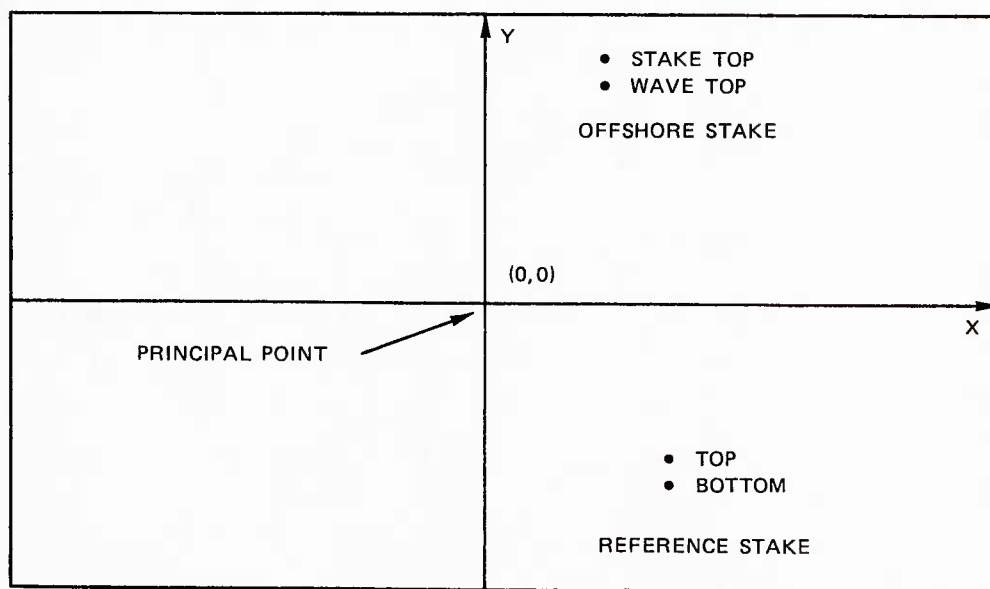 Y
• STAKE TOP
• WAVE TOP
OFFSHORE STAKE
(0,0)
X
PRINCIPAL POINT
• TOP
• BOTTOM
REFERENCE STAKE